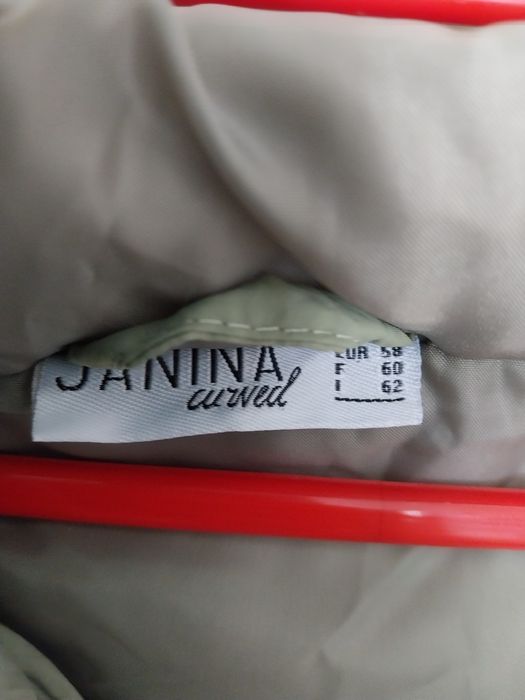 JANINA
curved
EUR 58
F 60
I 62